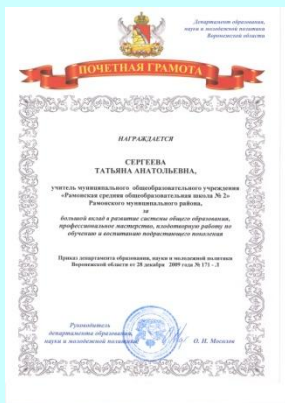 Департамент образования,
науки и молодежной политики
Воронежской области
ПОЧЕТНАЯ ГРАМОТА
НАГРАЖДАЕТСЯ
СЕРГЕЕВА
ТАТЬЯНА АНАТОЛЬЕВНА,
учитель муниципального общеобразовательного учреждения
«Рамонская средняя общеобразовательная школа № 2»
Рамонского муниципального района,
за
большой вклад в развитие системы общего образования,
профессиональное мастерство, плодотворную работу по
обучению и воспитанию подрастающего поколения
Приказ департамента образования, науки и молодежной политики
Воронежской области от 28 декабря 2009 года № 171 - Л
Руководитель
департамента образования,
науки и молодежной политики
О. Н. Мосолов